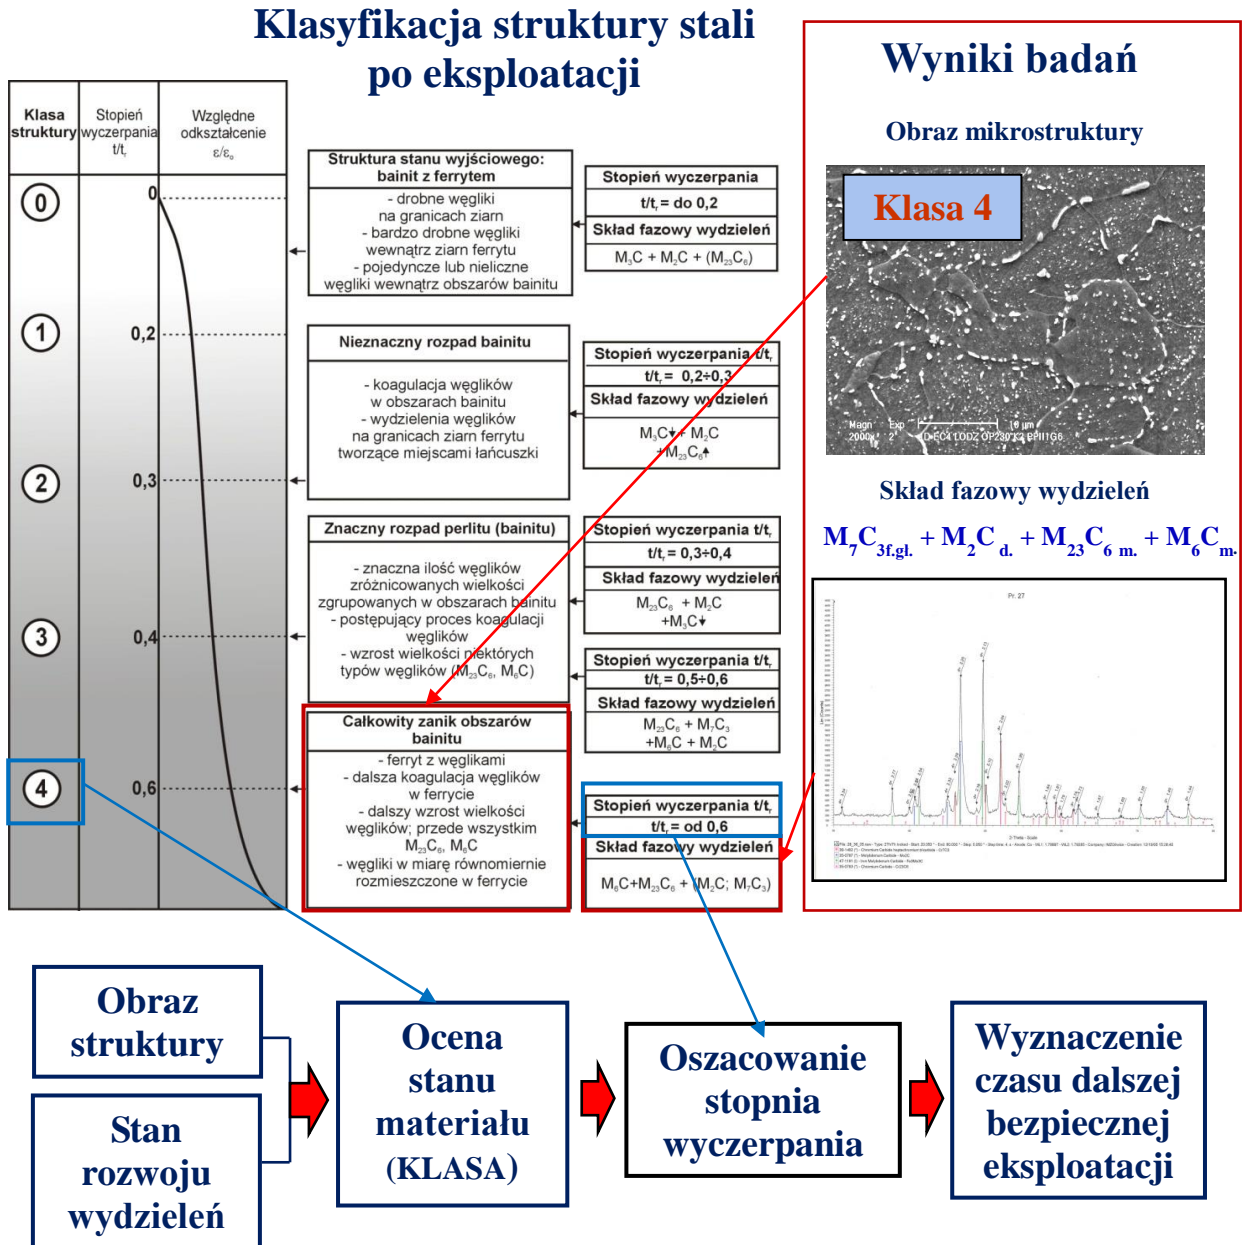 Klasyfikacja struktury stali
po eksploatacji
Klasa
struktury
Stopień
wyczerpania
t/tᵣ
Względne
odkształcenie
ε/εₒ
0
1
2
3
4
0
0,2
0,3
0,4
0,6
Struktura stanu wyjściowego:
bainit z ferrytem
- drobne węgliki
na granicach ziarn
- bardzo drobne węgliki
wewnątrz ziarn ferrytu
- pojedyncze lub nieliczne
węgliki wewnątrz obszarów bainitu
Stopień wyczerpania
t/tᵣ = do 0,2
Skład fazowy wydzieleń
M₃C + M₂C + (M₂₃C₆)
Nieznaczny rozpad bainitu
- koagulacja węglików
w obszarach bainitu
- wydzielenia węglików
na granicach ziarn ferrytu
tworzące miejscami łańcuszki
Stopień wyczerpania t/tᵣ
t/tᵣ = 0,2÷0,3
Skład fazowy wydzieleń
M₃C↓+ M₂C
+M₂₃C₆↑
Znaczny rozpad perlitu (bainitu)
- znaczna ilość węglików
zróżnicowanych wielkości
zgrupowanych w obszarach bainitu
- postępujący proces koagulacji
węglików
- wzrost wielkości niektórych
typów węglików (M₂₃C₆, M₆C)
Stopień wyczerpania t/tᵣ
t/tᵣ = 0,3÷0,4
Skład fazowy wydzieleń
M₂₃C₆ + M₂C
+M₃C↓
Stopień wyczerpania t/tᵣ
t/tᵣ = 0,5÷0,6
Skład fazowy wydzieleń
M₂₃C₆ + M₇C₃
+M₆C + M₂C
Całkowity zanik obszarów
bainitu
- ferryt z węglikami
- dalsza koagulacja węglików
w ferrycie
- dalszy wzrost wielkości
węglików; przede wszystkim
M₂₃C₆, M₆C
- węgliki w miarę równomiernie
rozmieszczone w ferrycie
Stopień wyczerpania t/tᵣ
t/tᵣ = od 0,6
Skład fazowy wydzieleń
M₆C+M₂₃C₆ + (M₂C; M₇C₃)
Wyniki badań
Obraz mikrostruktury
Klasa 4
Magn Exp
2000x 2
10 µm
Skład fazowy wydzieleń
M₇C₃f.gł. + M₂C d. + M₂₃C₆ m. + M₆C m.
Pr. 27
Obraz
struktury
Stan
rozwoju
wydzieleń
Ocena
stanu
materiału
(KLASA)
Oszacowanie
stopnia
wyczerpania
Wyznaczenie
czasu dalszej
bezpiecznej
eksploatacji